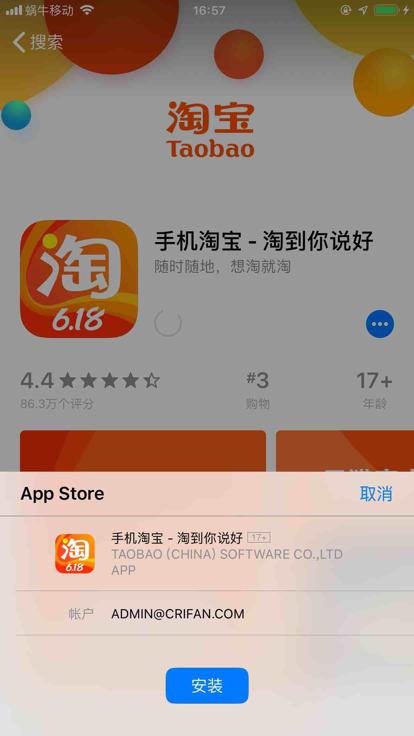 蜗牛移动 16:57
搜索
淘宝
Taobao
淘
6.18
手机淘宝 - 淘到你说好
随时随地，想淘就淘
4.4 #3 17+
86.3万个评分 购物 年龄
App Store 取消
淘
6.18
手机淘宝 - 淘到你说好 17+
TAOBAO (CHINA) SOFTWARE CO.,LTD
APP
帐户 ADMIN@CRIFAN.COM
安装